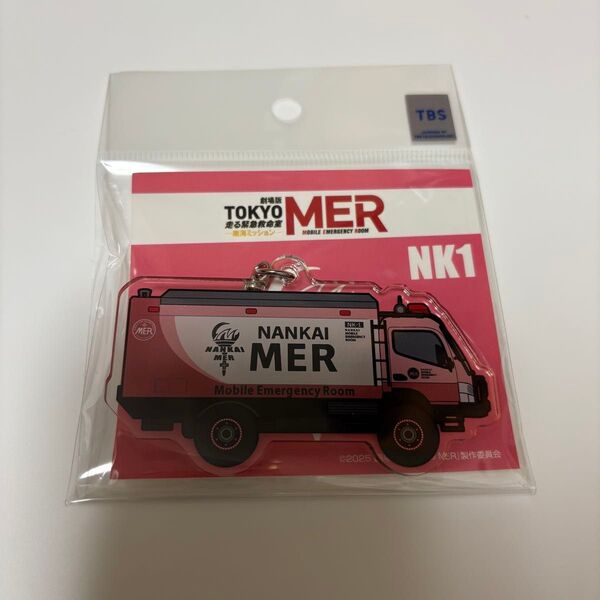 TBS
劇場版
TOKYO MER
走る緊急救命室
MOBILE EMERGENCY ROOM
南海ミッション
NK1
MER
NANKAI
MER
NANKAI
MER
NK1
NANKAI
MOBILE
EMERGENCY
ROOM
Mobile Emergency Room
©2025
MER」製作委員会